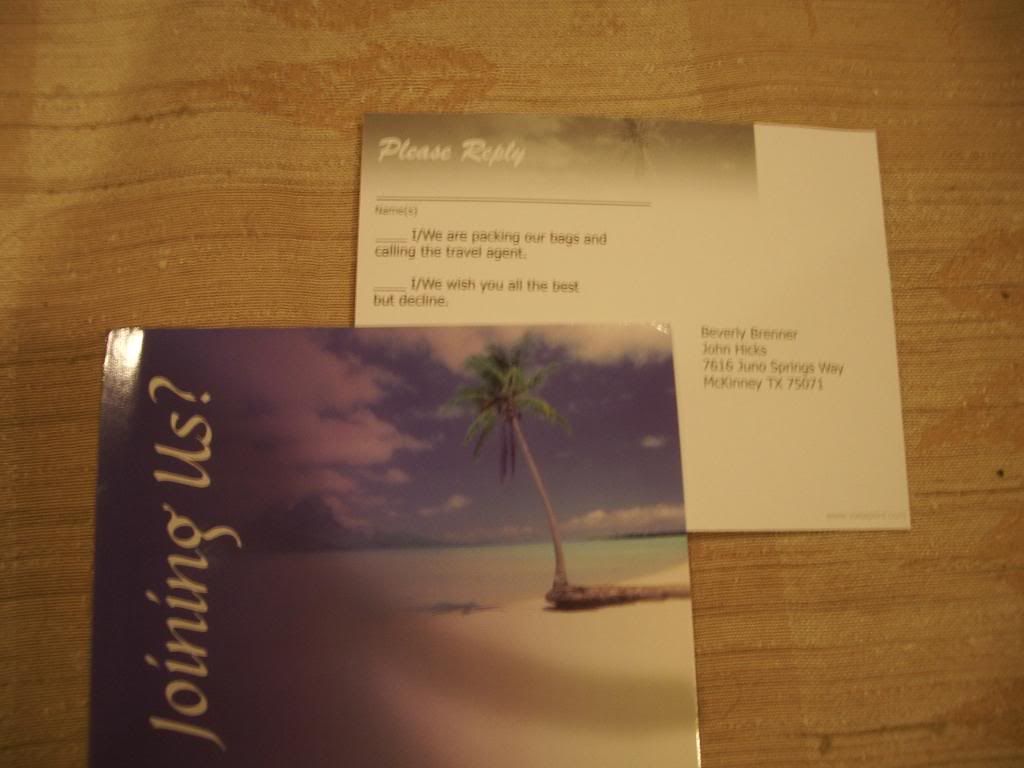 Please Reply
Name(s)
____ I/We are packing our bags and
calling the travel agent.
____ I/We wish you all the best
but decline.
Beverly Brenner
John Hicks
7616 Juno Springs Way
McKinney TX 75071
Joining Us?